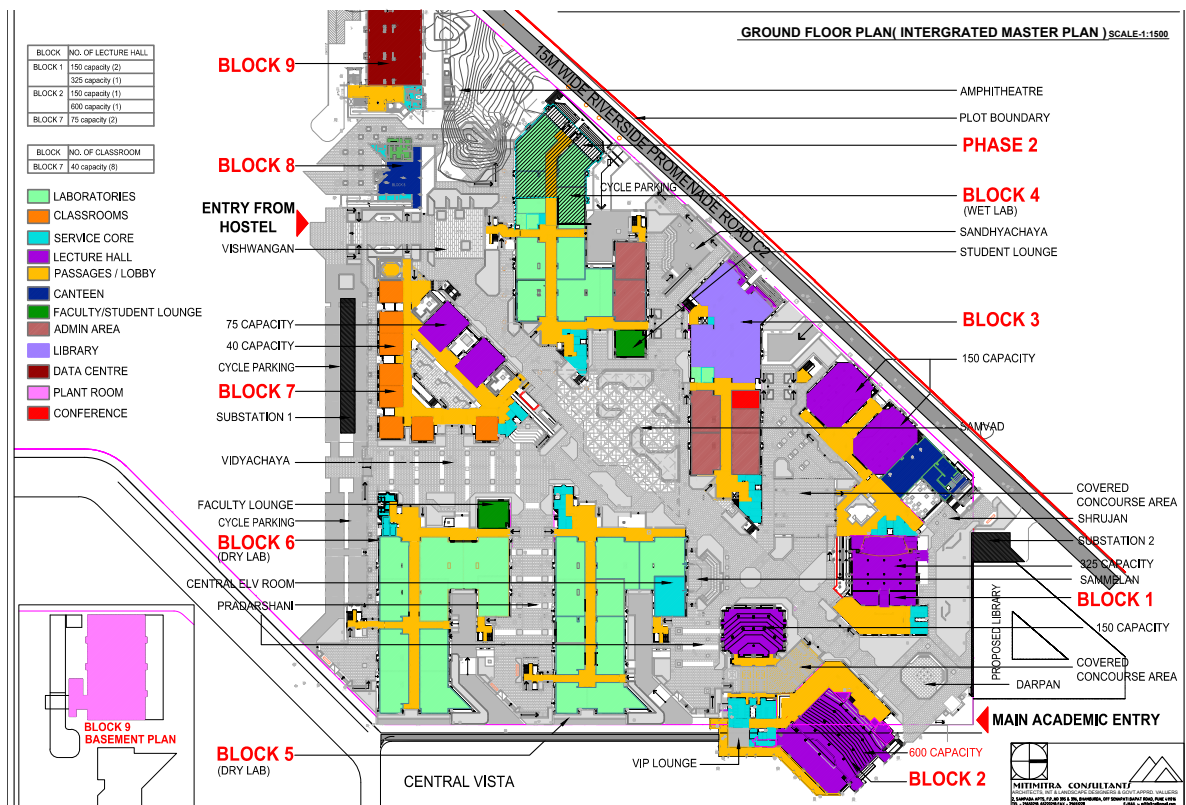 GROUND FLOOR PLAN( INTERGRATED MASTER PLAN ) SCALE-1:1500
BLOCK NO. OF LECTURE HALL
BLOCK 1 150 capacity (2)
325 capacity (1)
BLOCK 2 150 capacity (1)
600 capacity (1)
BLOCK 7 75 capacity (2)
BLOCK NO. OF CLASSROOM
BLOCK 7 40 capacity (8)
LABORATORIES
CLASSROOMS
SERVICE CORE
LECTURE HALL
PASSAGES / LOBBY
CANTEEN
FACULTY/STUDENT LOUNGE
ADMIN AREA
LIBRARY
DATA CENTRE
PLANT ROOM
CONFERENCE
BLOCK 9
BLOCK 8
ENTRY FROM
HOSTEL
VISHWANGAN
75 CAPACITY
40 CAPACITY
CYCLE PARKING
BLOCK 7
SUBSTATION 1
VIDYACHAYA
FACULTY LOUNGE
CYCLE PARKING
BLOCK 6
(DRY LAB)
CENTRAL ELV ROOM
PRADARSHANI
BLOCK 5
(DRY LAB)
CENTRAL VISTA
BLOCK 9
BASEMENT PLAN
15M WIDE RIVERSIDE PROMENADE ROAD C2
CYCLE PARKING
AMPHITHEATRE
PLOT BOUNDARY
PHASE 2
BLOCK 4
(WET LAB)
SANDHYACHAYA
STUDENT LOUNGE
BLOCK 3
150 CAPACITY
SAMVAD
COVERED
CONCOURSE AREA
SHRUJAN
SUBSTATION 2
325 CAPACITY
SAMMELAN
BLOCK 1
150 CAPACITY
PROPOSED LIBRARY
COVERED
CONCOURSE AREA
DARPAN
MAIN ACADEMIC ENTRY
600 CAPACITY
VIP LOUNGE
BLOCK 2
MITIMITRA CONSULTANTS
ARCHITECTS, INT & LANDSCAPE DESIGNERS & GOVT.APPRD. VALUERS